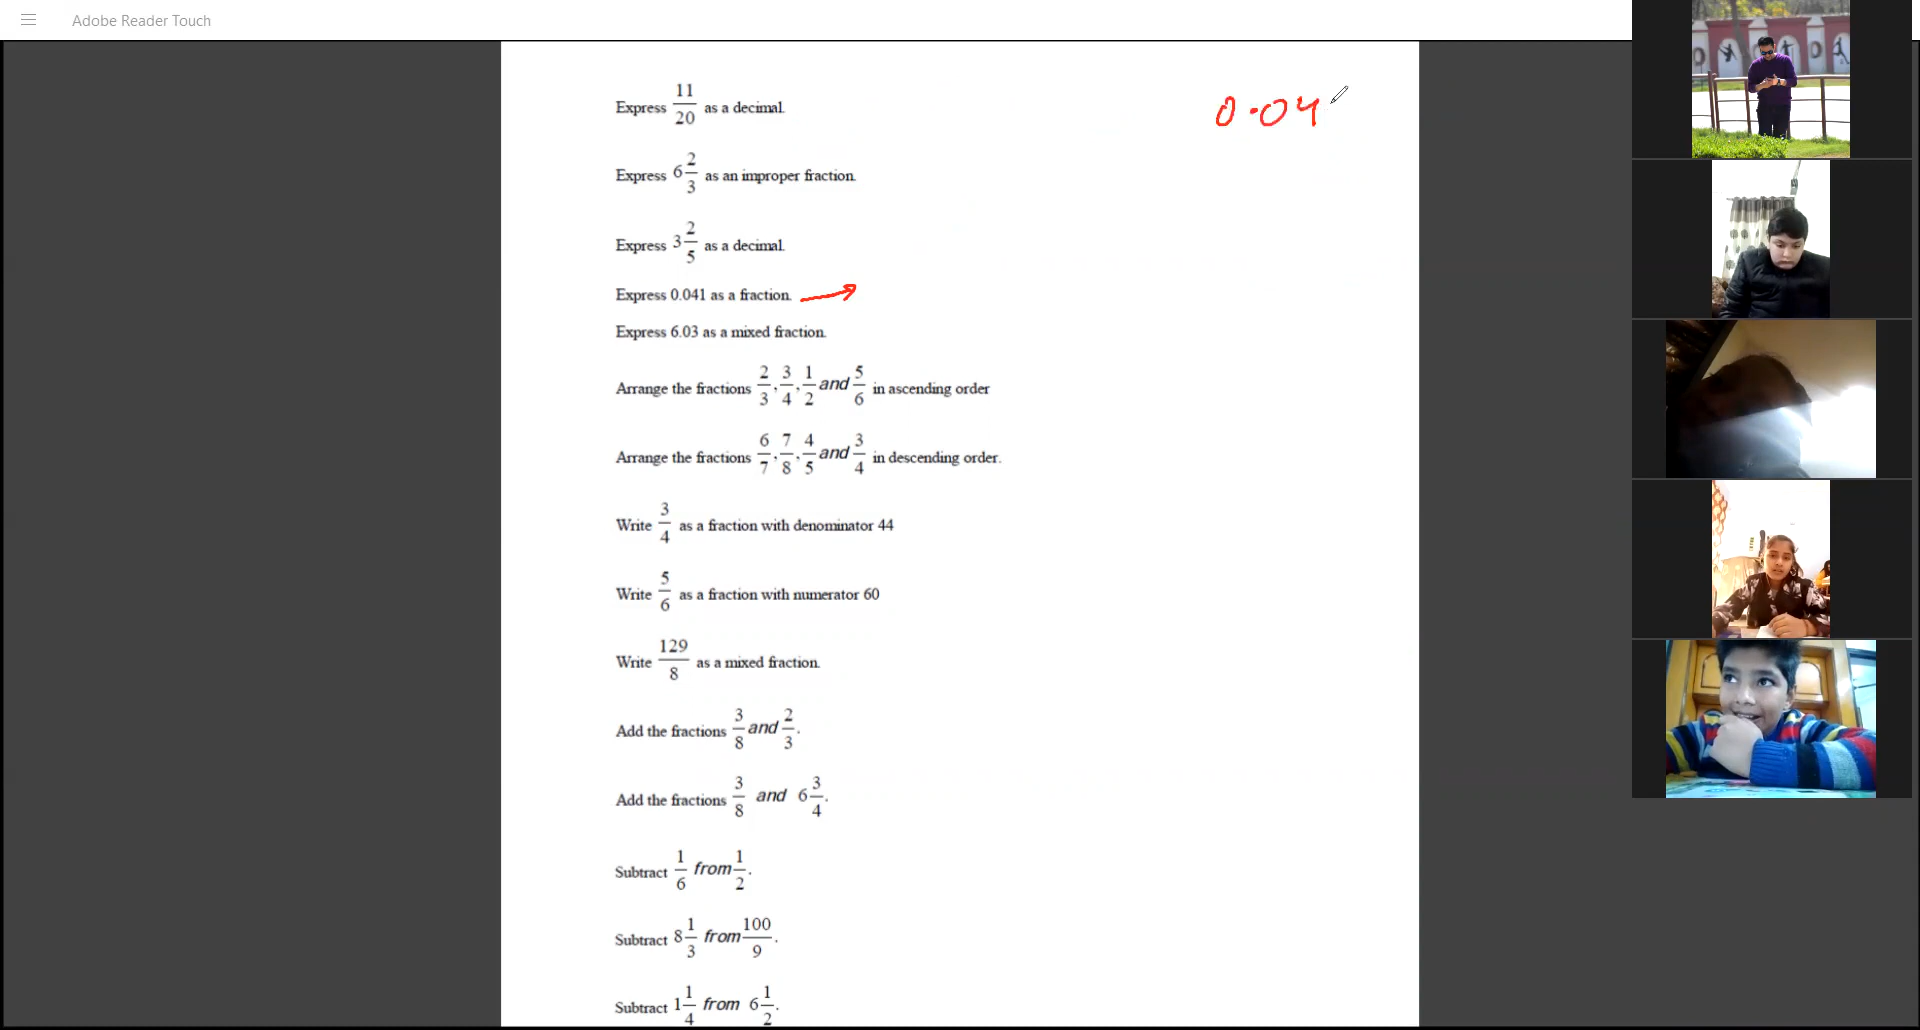 Adobe Reader Touch
Express 11/20 as a decimal.
0.04
Express 6 2/3 as an improper fraction.
Express 3 2/5 as a decimal.
Express 0.041 as a fraction.
Express 6.03 as a mixed fraction.
Arrange the fractions 2/3, 3/4, 1/2 and 5/6 in ascending order
Arrange the fractions 6/7, 7/8, 4/5 and 3/4 in descending order.
Write 3/4 as a fraction with denominator 44
Write 5/6 as a fraction with numerator 60
Write 129/8 as a mixed fraction.
Add the fractions 3/8 and 2/3.
Add the fractions 3/8 and 6 3/4.
Subtract 1/6 from 1/2.
Subtract 8 1/3 from 100/9.
Subtract 1 1/4 from 6 1/2.